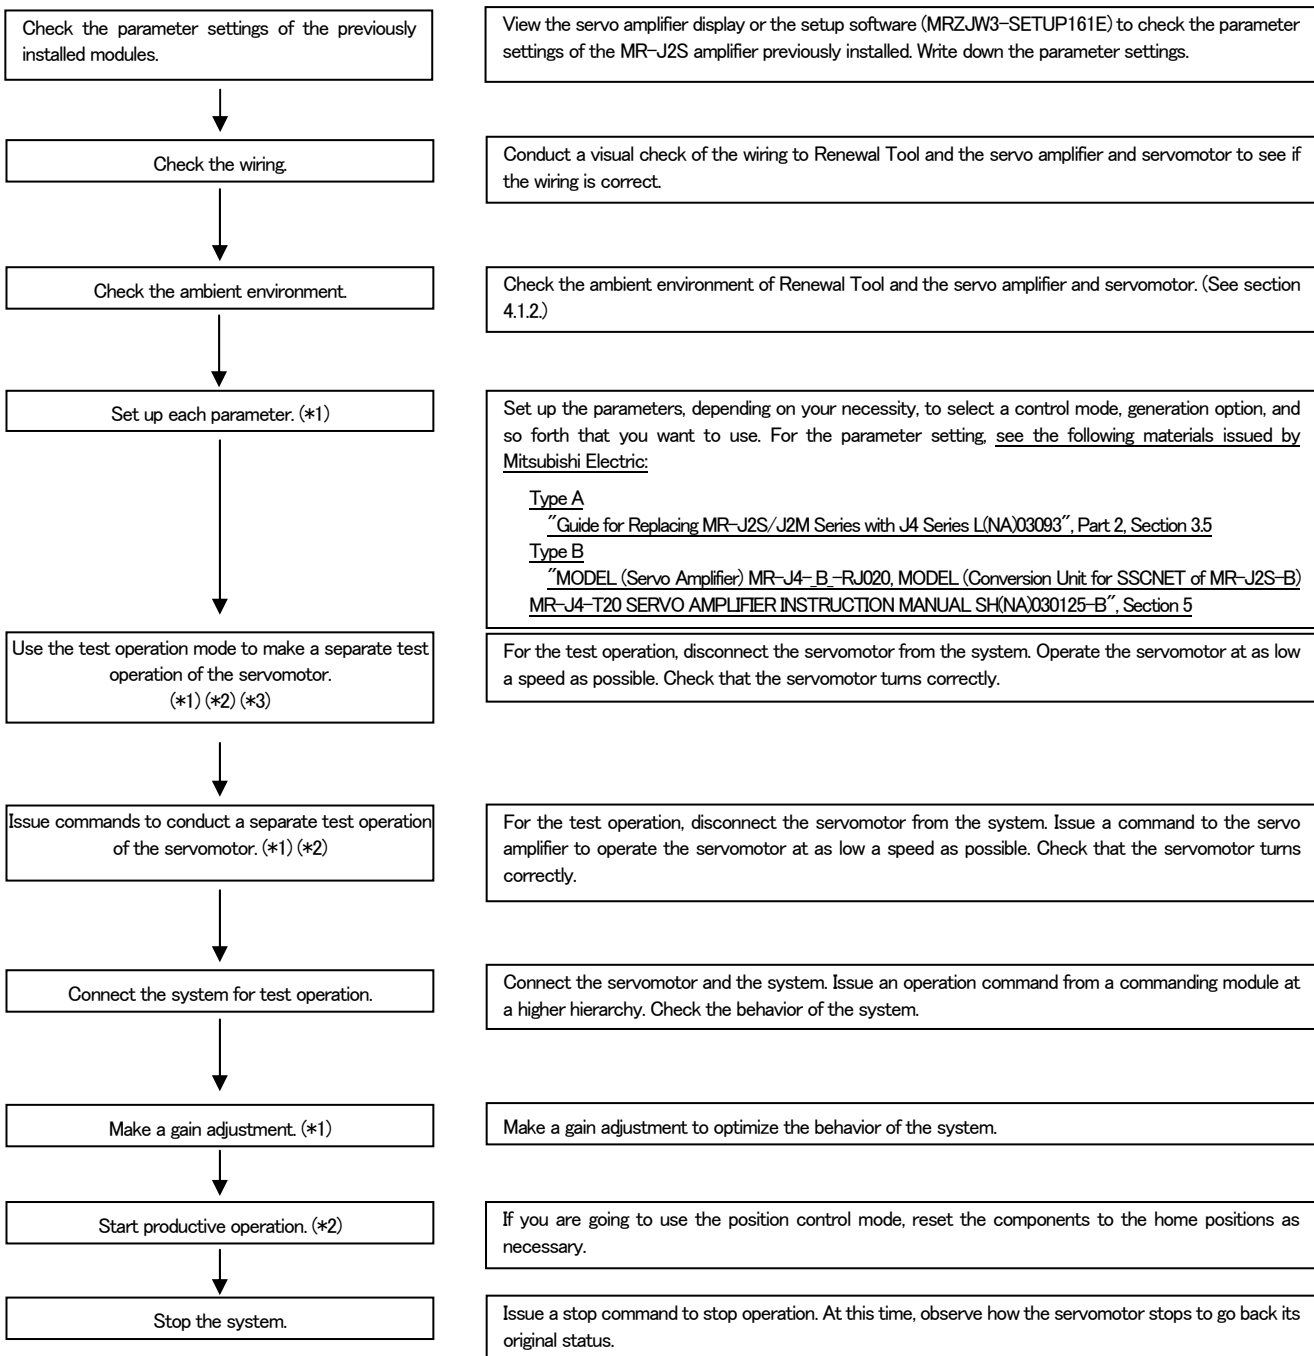 Check the parameter settings of the previously
installed modules.
View the servo amplifier display or the setup software (MRZJW3-SETUP161E) to check the parameter
settings of the MR-J2S amplifier previously installed. Write down the parameter settings.
Check the wiring.
Conduct a visual check of the wiring to Renewal Tool and the servo amplifier and servomotor to see if
the wiring is correct.
Check the ambient environment.
Check the ambient environment of Renewal Tool and the servo amplifier and servomotor. (See section
4.1.2.)
Set up each parameter. (*1)
Set up the parameters, depending on your necessity, to select a control mode, generation option, and
so forth that you want to use. For the parameter setting, see the following materials issued by
Mitsubishi Electric:
Type A
"Guide for Replacing MR-J2S/J2M Series with J4 Series L(NA)03093", Part 2, Section 3.5
Type B
"MODEL (Servo Amplifier) MR-J4-_B_-RJ020, MODEL (Conversion Unit for SSCNET of MR-J2S-B)
MR-J4-T20 SERVO AMPLIFIER INSTRUCTION MANUAL SH(NA)030125-B", Section 5
Use the test operation mode to make a separate test
operation of the servomotor.
(*1) (*2) (*3)
For the test operation, disconnect the servomotor from the system. Operate the servomotor at as low
a speed as possible. Check that the servomotor turns correctly.
Issue commands to conduct a separate test operation
of the servomotor. (*1) (*2)
For the test operation, disconnect the servomotor from the system. Issue a command to the servo
amplifier to operate the servomotor at as low a speed as possible. Check that the servomotor turns
correctly.
Connect the system for test operation.
Connect the servomotor and the system. Issue an operation command from a commanding module at
a higher hierarchy. Check the behavior of the system.
Make a gain adjustment. (*1)
Make a gain adjustment to optimize the behavior of the system.
Start productive operation. (*2)
If you are going to use the position control mode, reset the components to the home positions as
necessary.
Stop the system.
Issue a stop command to stop operation. At this time, observe how the servomotor stops to go back its
original status.